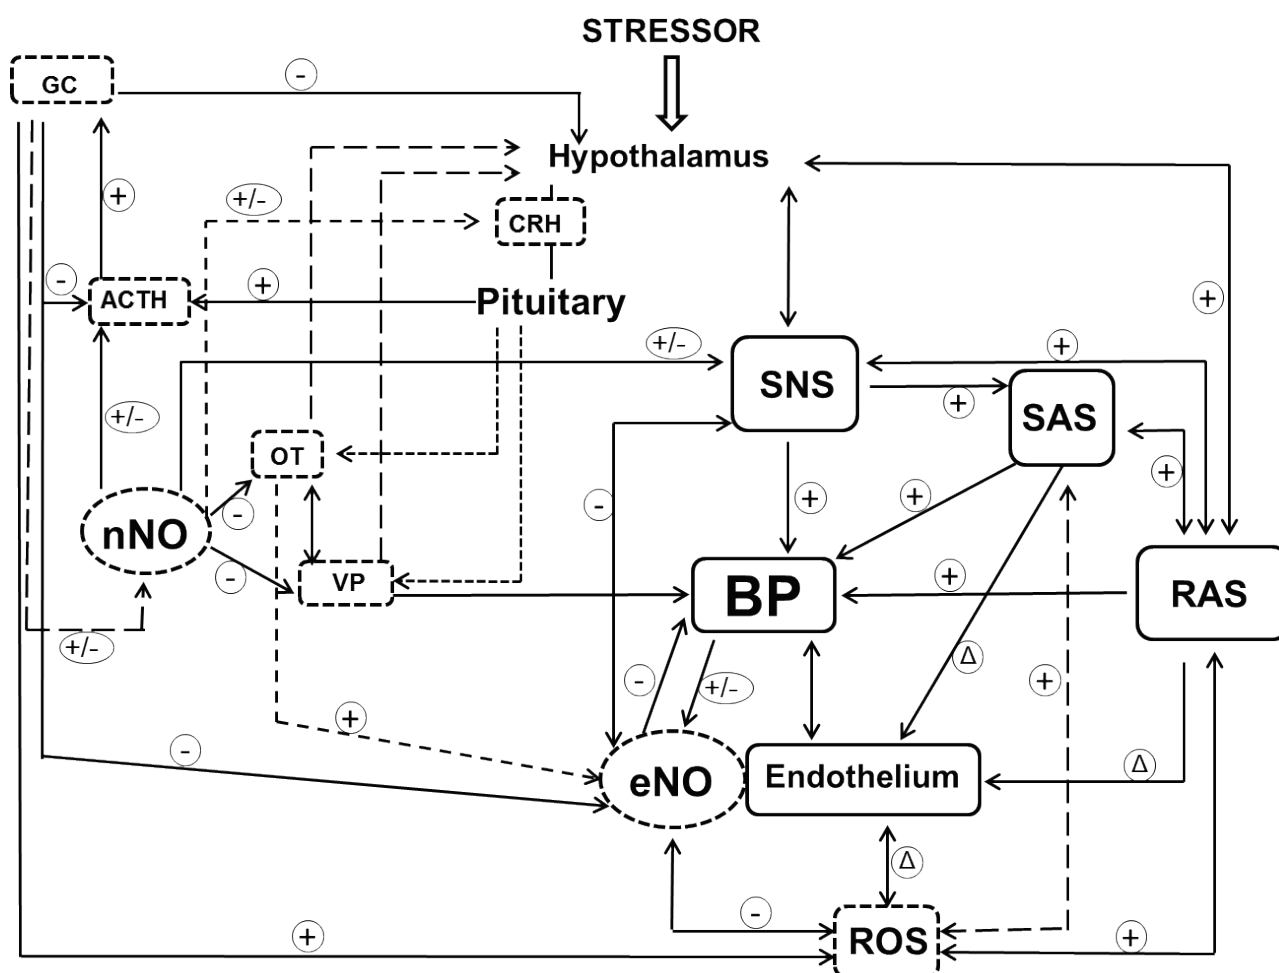 STRESSOR
GC
-
Hypothalamus
+
+/-
CRH
-
ACTH
+
Pituitary
+
+/-
+
SNS
+
SAS
+/-
OT
+
-
-
+
+
nNO
-
VP
+
BP
RAS
+/-
-
+/-
Δ
+
+
-
eNO
Endothelium
Δ
Δ
-
+
ROS
+